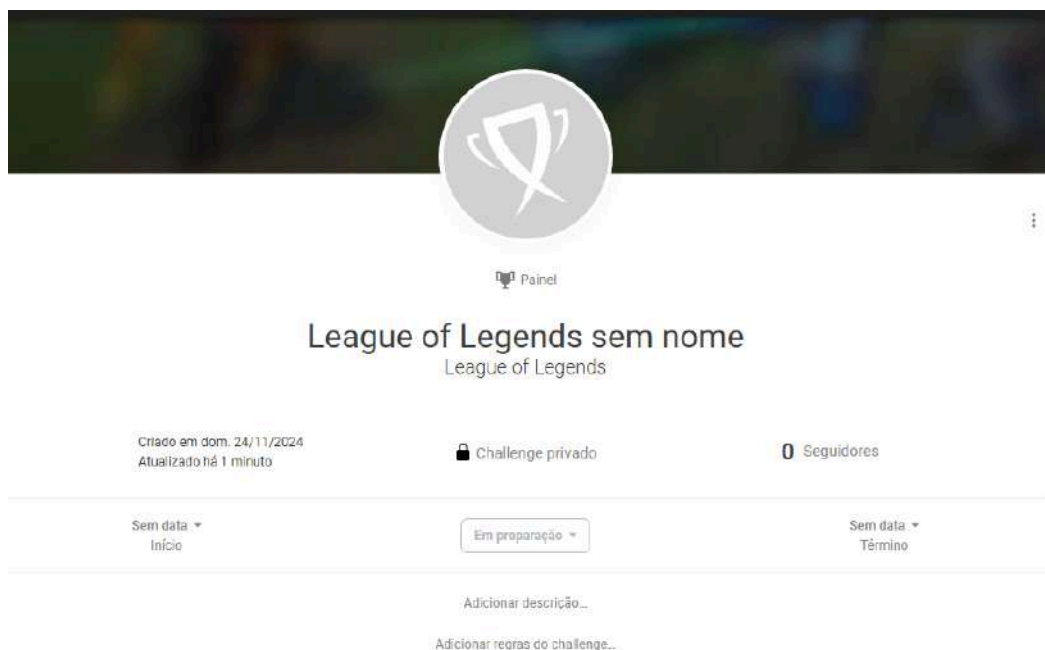 Painel
League of Legends sem nome
League of Legends
Criado em dom. 24/11/2024
Atualizado há 1 minuto
Challenge privado
0 Seguidores
Sem data
Início
Em preparação
Sem data
Término
Adicionar descrição...
Adicionar regras do challenge...